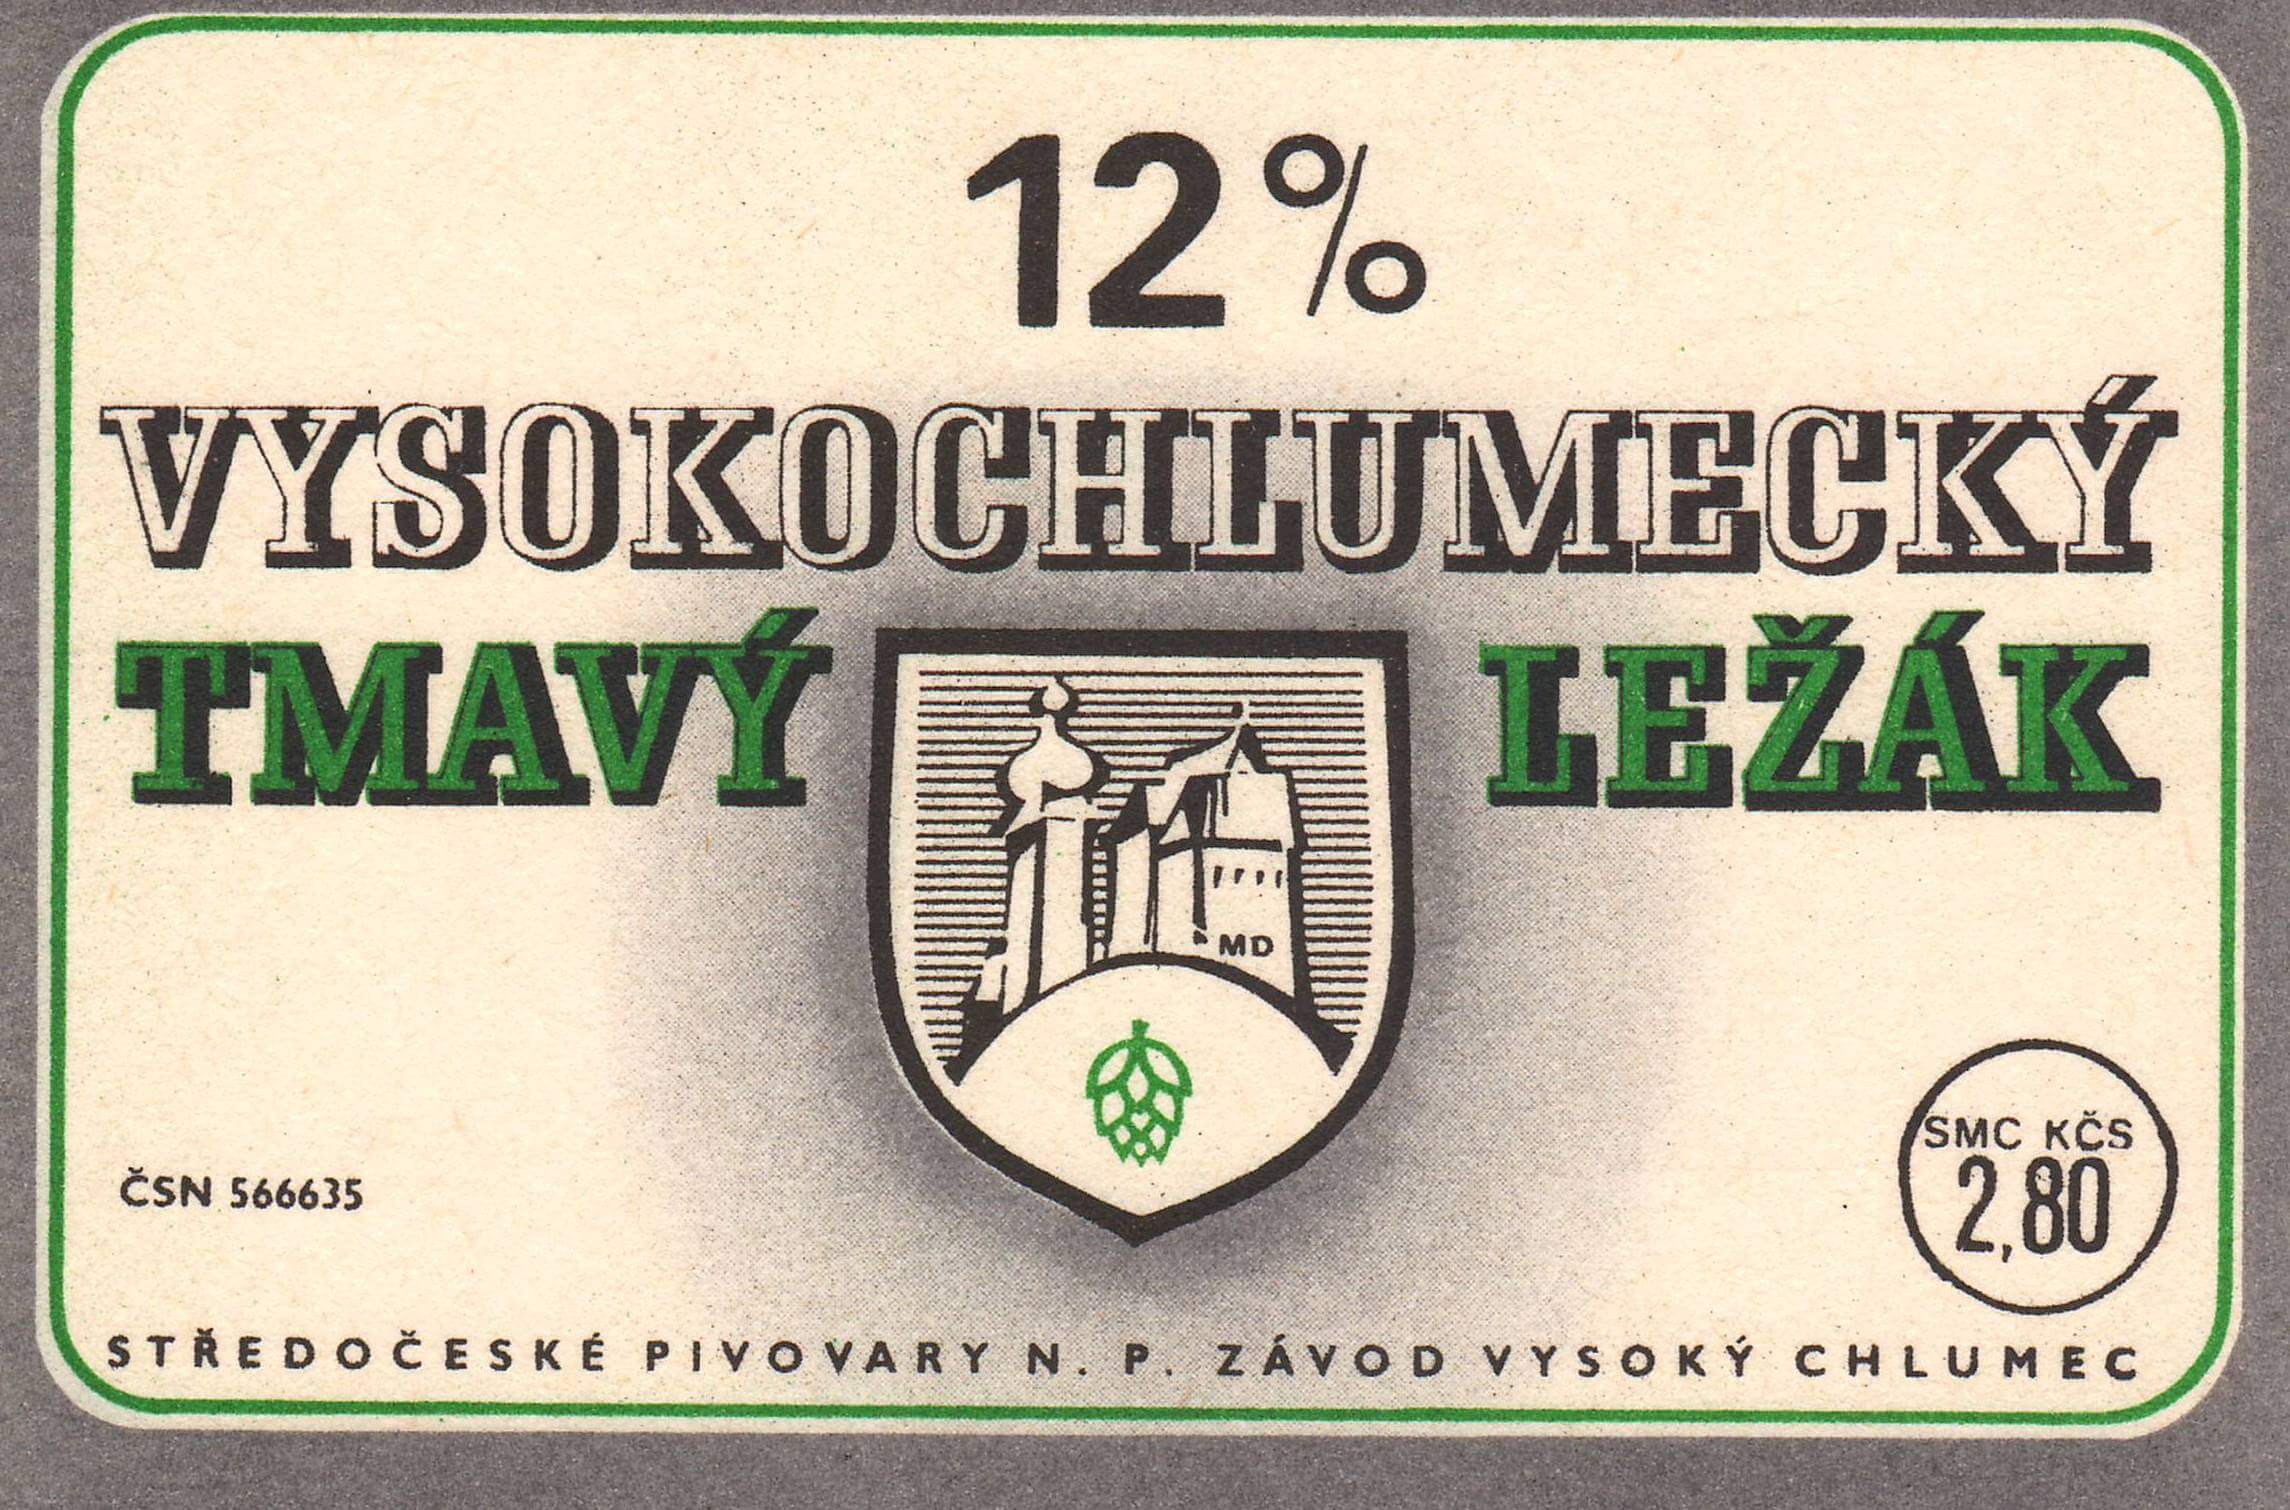 12%
VYSOKOCHLUMECKÝ
TMAVÝ LEŽÁK
MD
SMC KČS
2,80
ČSN 566635
STŘEDOČESKÉ PIVOVARY N. P. ZÁVOD VYSOKÝ CHLUMEC